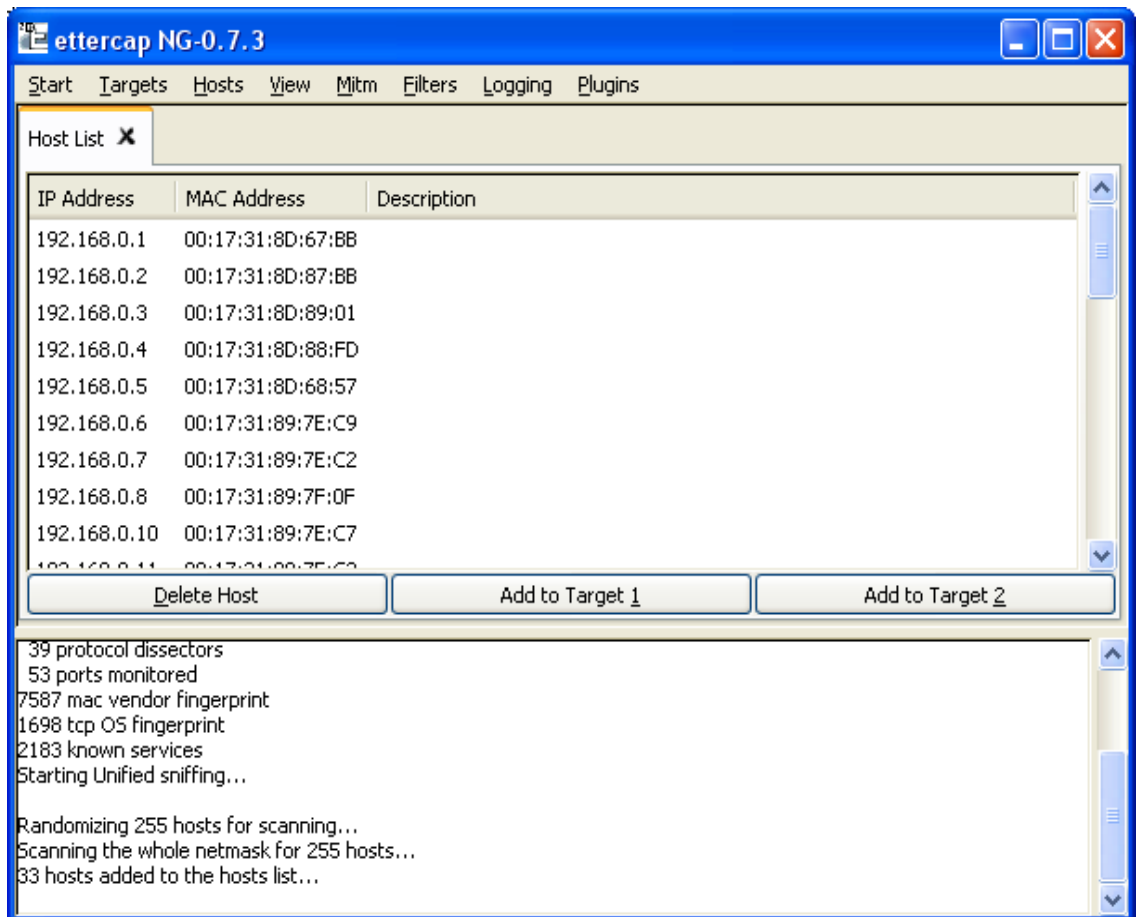 ettercap NG-0.7.3
Start Targets Hosts View Mitm Filters Logging Plugins
Host List
IP Address MAC Address Description
192.168.0.1 00:17:31:8D:67:BB
192.168.0.2 00:17:31:8D:87:BB
192.168.0.3 00:17:31:8D:89:01
192.168.0.4 00:17:31:8D:88:FD
192.168.0.5 00:17:31:8D:68:57
192.168.0.6 00:17:31:89:7E:C9
192.168.0.7 00:17:31:89:7E:C2
192.168.0.8 00:17:31:89:7F:0F
192.168.0.10 00:17:31:89:7E:C7
Delete Host Add to Target 1 Add to Target 2
39 protocol dissectors
53 ports monitored
7587 mac vendor fingerprint
1698 tcp OS fingerprint
2183 known services
Starting Unified sniffing...
Randomizing 255 hosts for scanning...
Scanning the whole netmask for 255 hosts...
33 hosts added to the hosts list...